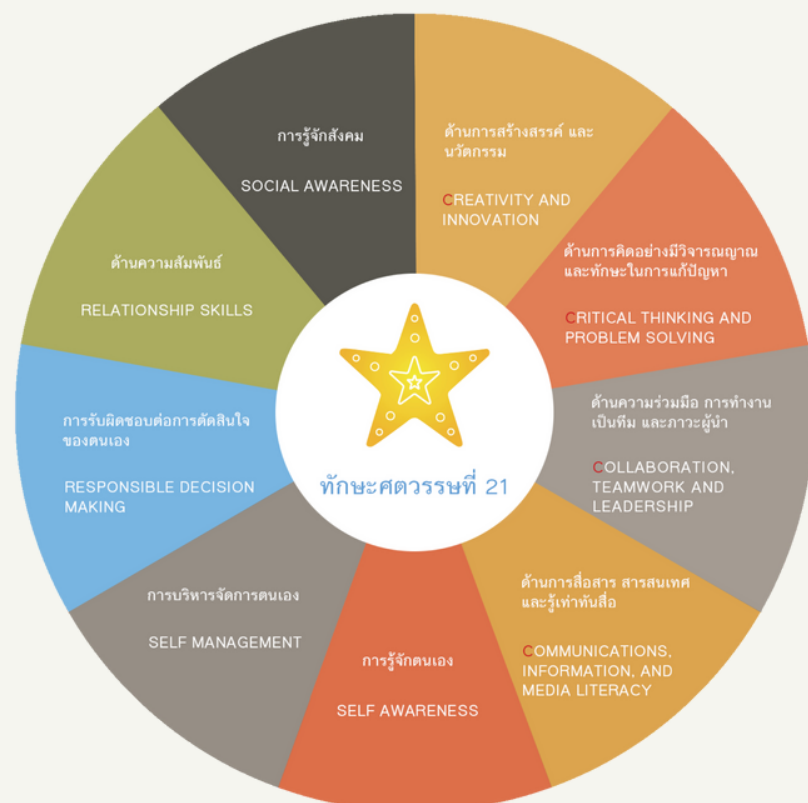 การรู้จักสังคม
SOCIAL AWARENESS
ด้านการสร้างสรรค์ และ
นวัตกรรม
CREATIVITY AND
INNOVATION
ด้านการคิดอย่างมีวิจารณญาณ
และทักษะในการแก้ปัญหา
CRITICAL THINKING AND
PROBLEM SOLVING
ด้านความร่วมมือ การทำงาน
เป็นทีม และภาวะผู้นำ
COLLABORATION,
TEAMWORK AND
LEADERSHIP
ด้านการสื่อสาร สารสนเทศ
และรู้เท่าทันสื่อ
COMMUNICATIONS,
INFORMATION, AND
MEDIA LITERACY
การรู้จักตนเอง
SELF AWARENESS
การบริหารจัดการตนเอง
SELF MANAGEMENT
การรับผิดชอบต่อการตัดสินใจ
ของตนเอง
RESPONSIBLE DECISION
MAKING
ด้านความสัมพันธ์
RELATIONSHIP SKILLS
ทักษะศตวรรษที่ 21